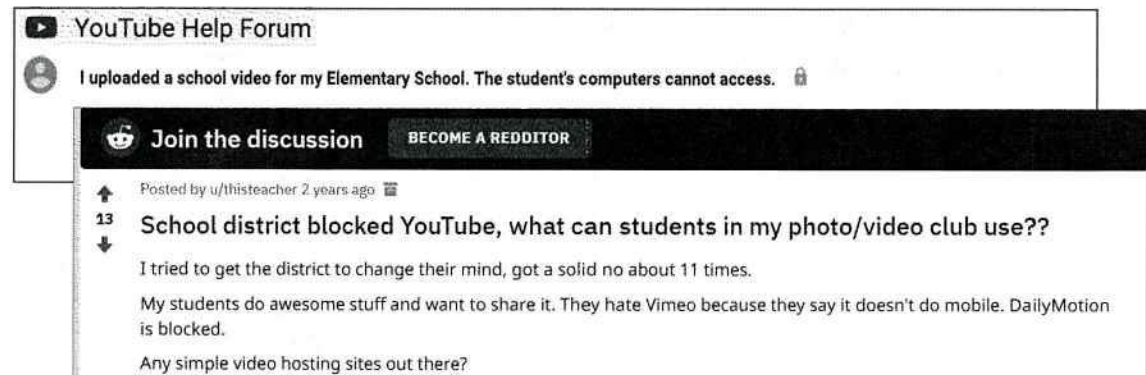 YouTube Help Forum
I uploaded a school video for my Elementary School. The student's computers cannot access.
Join the discussion BECOME A REDDITOR
Posted by u/thisteacher 2 years ago
13
School district blocked YouTube, what can students in my photo/video club use??
I tried to get the district to change their mind, got a solid no about 11 times.
My students do awesome stuff and want to share it. They hate Vimeo because they say it doesn't do mobile. DailyMotion
is blocked.
Any simple video hosting sites out there?